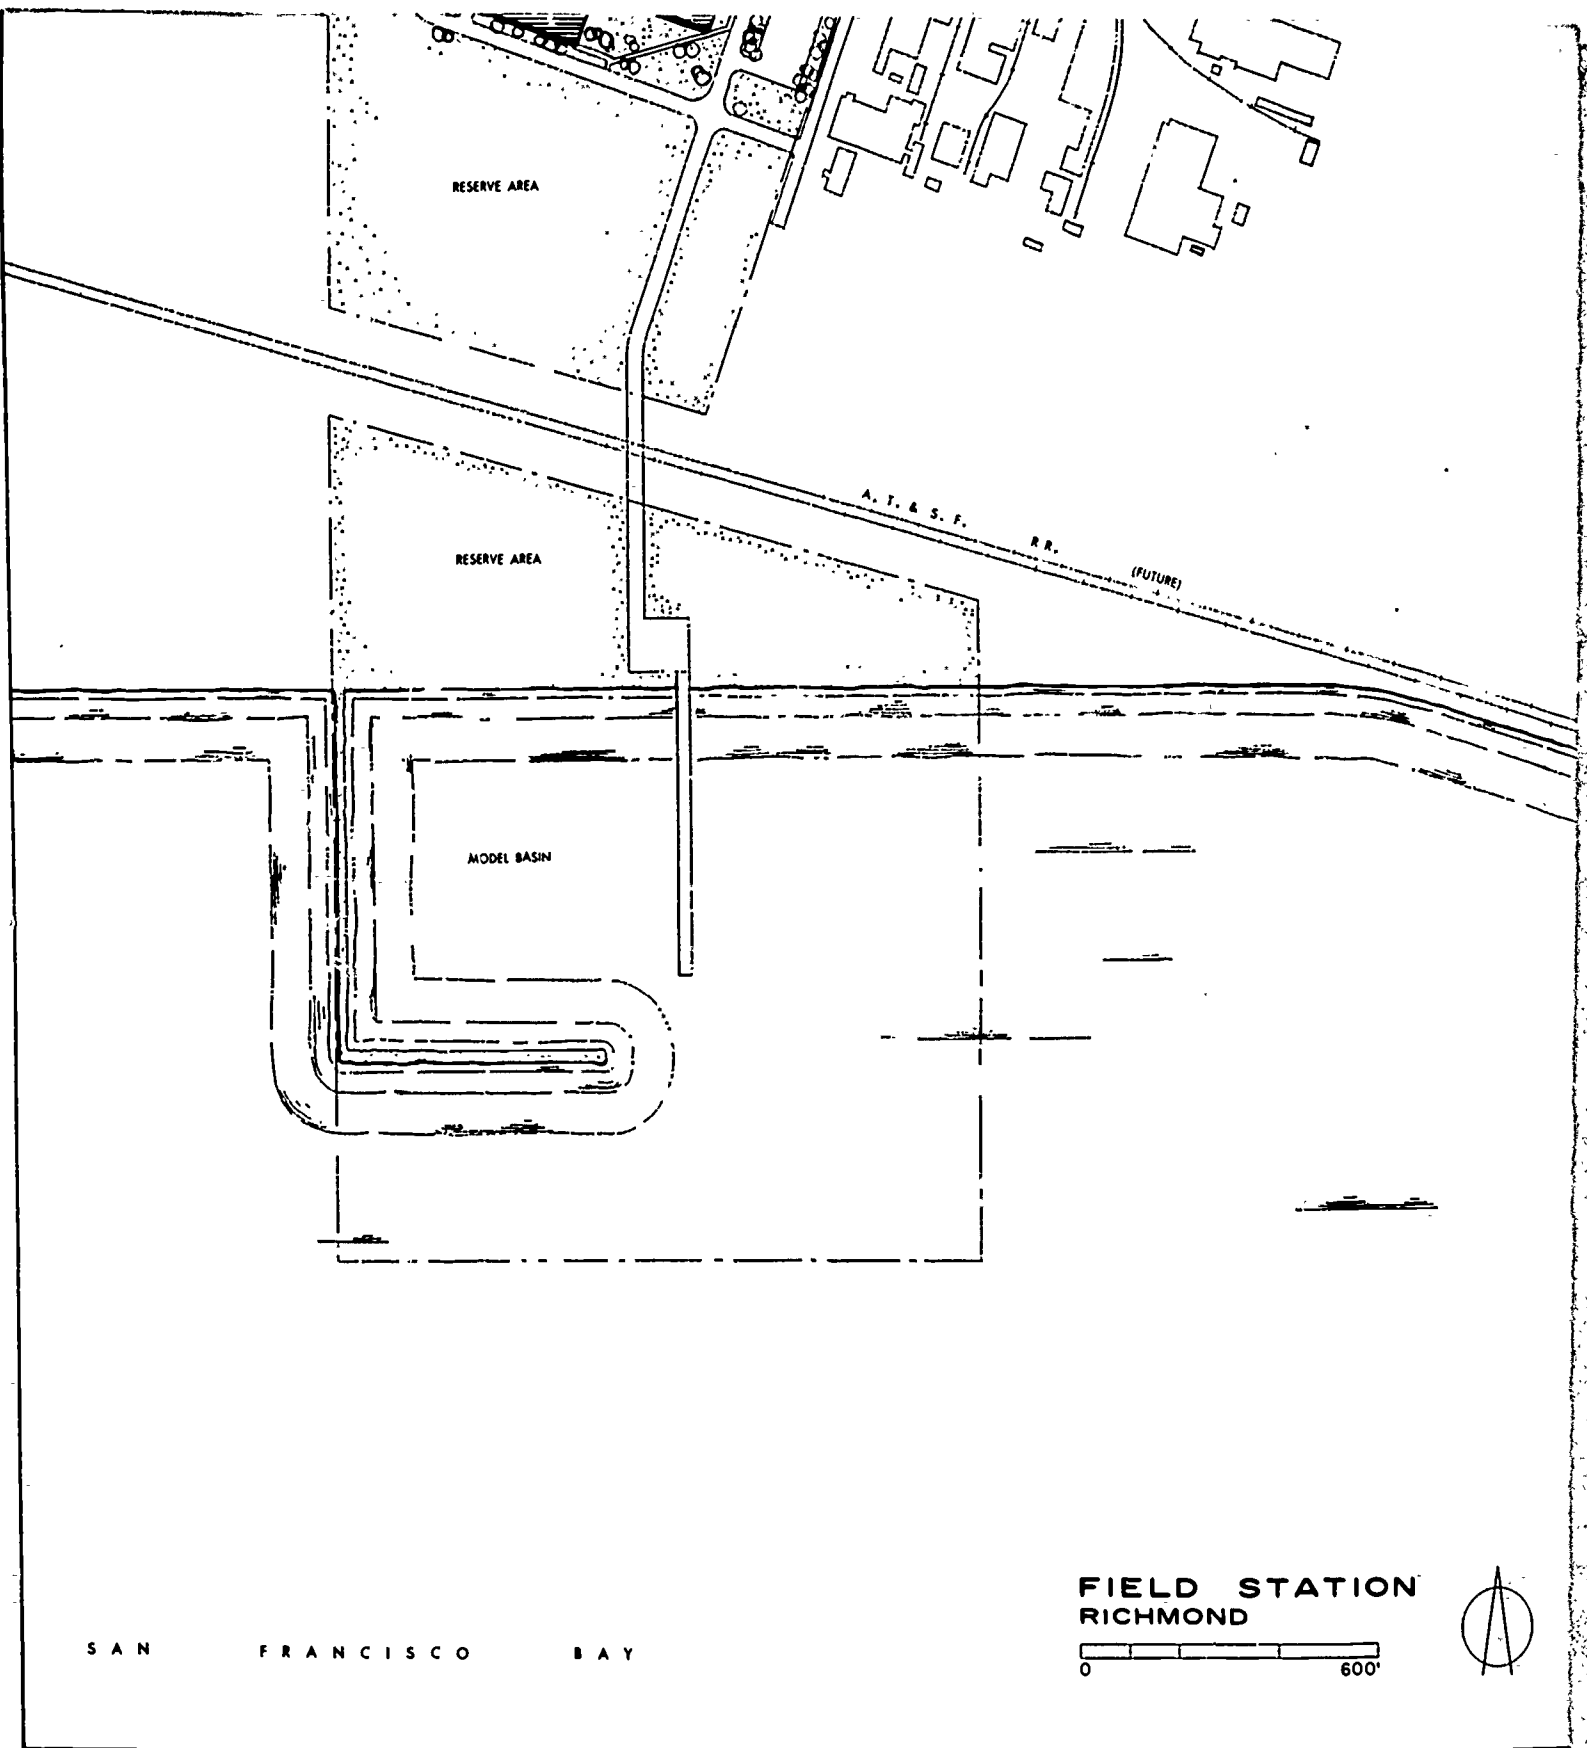 RESERVE AREA
A. T. & S. F. RR. (FUTURE)
RESERVE AREA
MODEL BASIN
FIELD STATION
RICHMOND
0 600'
SAN FRANCISCO BAY